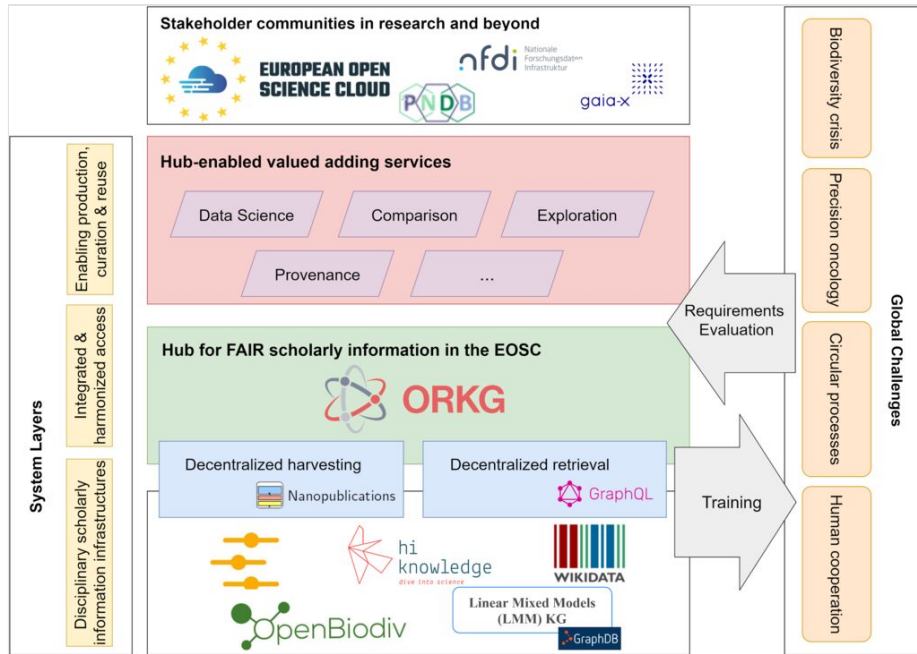 Stakeholder communities in research and beyond
EUROPEAN OPEN
SCIENCE CLOUD
nfdi
Nationale
Forschungsdaten
Infrastruktur
PNDB
gaia-x
System Layers
Enabling production,
curation & reuse
Integrated &
harmonized access
Disciplinary scholarly
information infrastructures
Hub-enabled valued adding services
Data Science
Comparison
Exploration
Provenance
...
Hub for FAIR scholarly information in the EOSC
ORKG
Decentralized harvesting
Nanopublications
Decentralized retrieval
GraphQL
hi
knowledge
dive into science
WIKIDATA
OpenBiodiv
Linear Mixed Models
(LMM) KG
GraphDB
Requirements
Evaluation
Training
Biodiversity crisis
Precision oncology
Circular processes
Human cooperation
Global Challenges